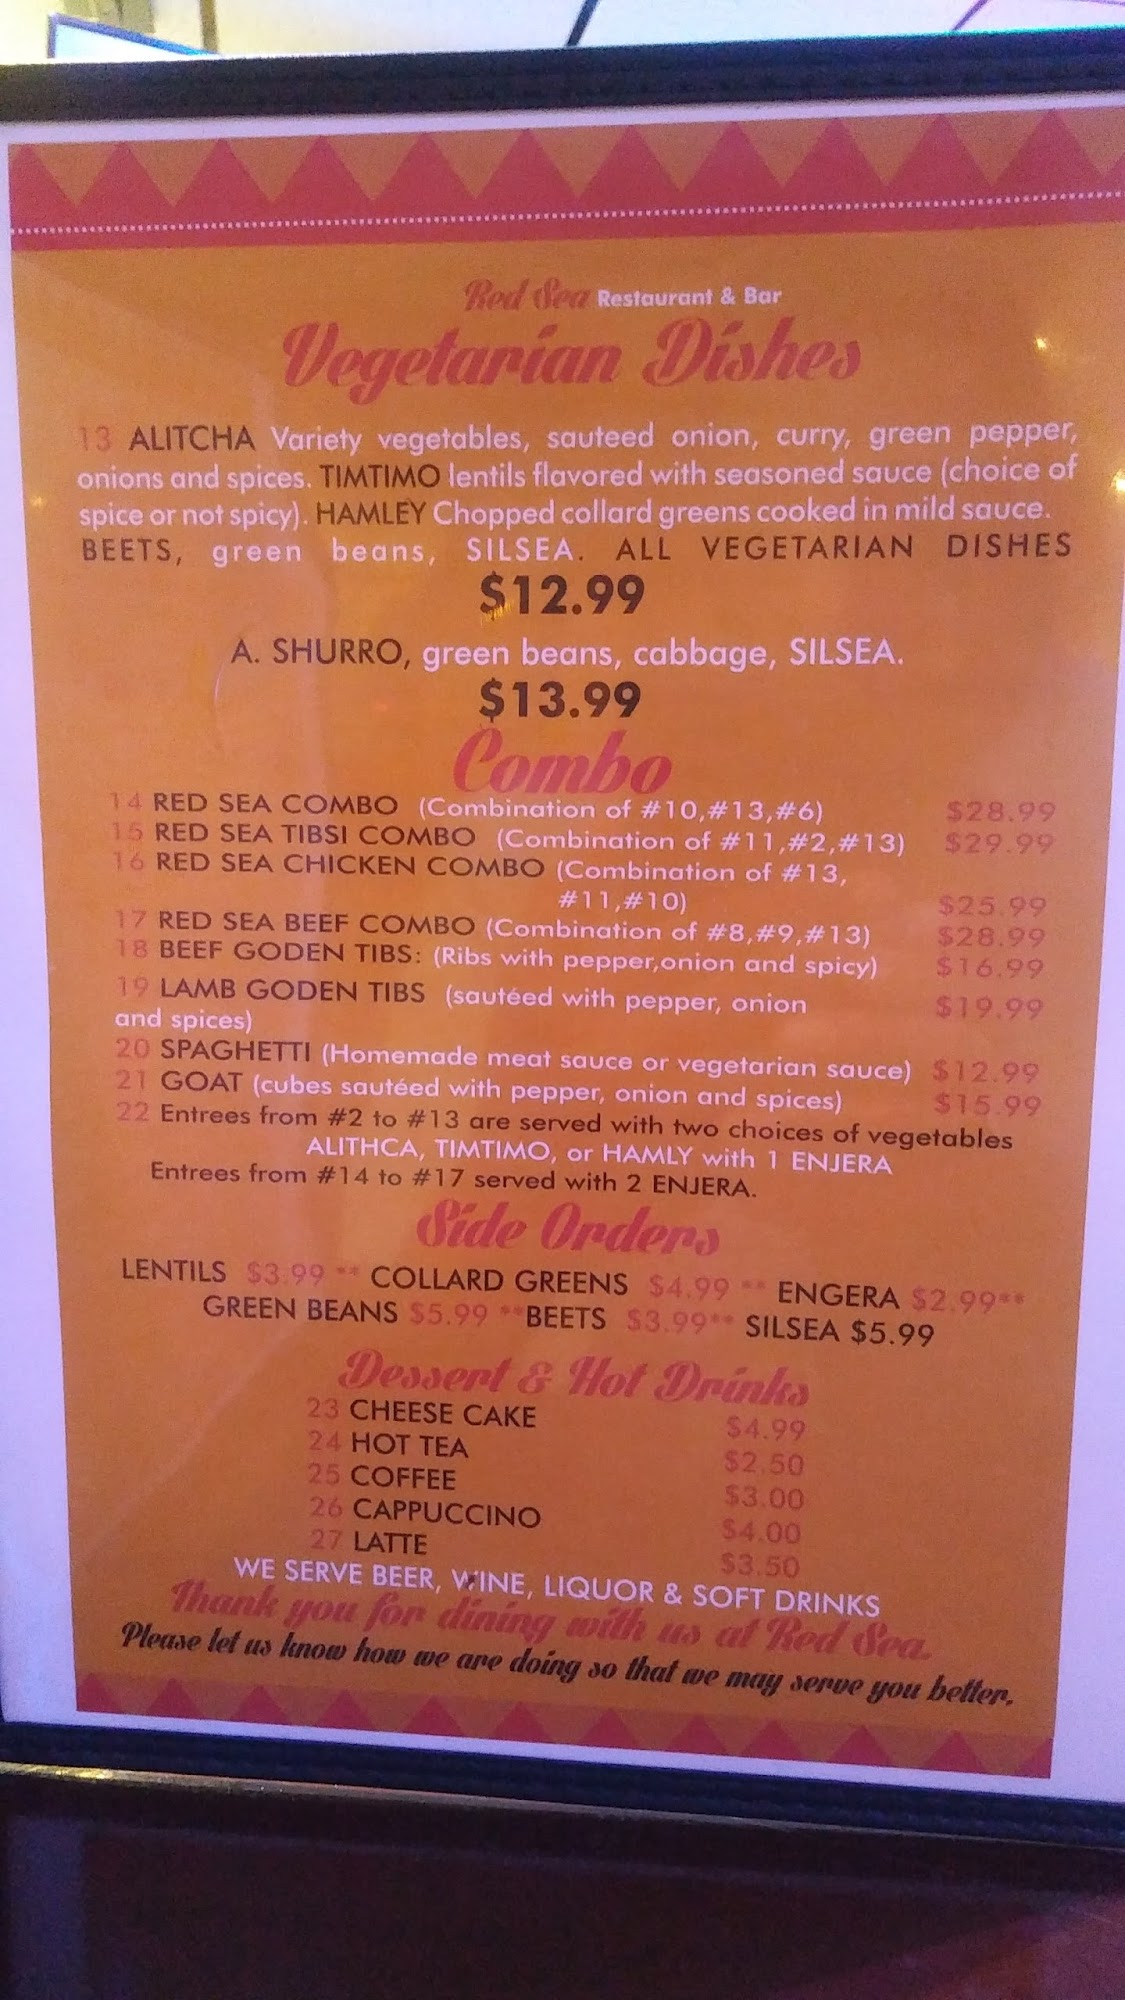 Red Sea Restaurant & Bar
Vegetarian Dishes
13 ALITCHA Variety vegetables, sauteed onion, curry, green pepper,
onions and spices. TIMTIMO lentils flavored with seasoned sauce (choice of
spice or not spicy). HAMLEY Chopped collard greens cooked in mild sauce.
BEETS, green beans, SILSEA. ALL VEGETARIAN DISHES
$12.99
A. SHURRO, green beans, cabbage, SILSEA.
$13.99
Combo
14 RED SEA COMBO (Combination of #10,#13,#6) $28.99
15 RED SEA TIBSI COMBO (Combination of #11,#2,#13) $29.99
16 RED SEA CHICKEN COMBO (Combination of #13,
#11,#10) $25.99
17 RED SEA BEEF COMBO (Combination of #8,#9,#13) $28.99
18 BEEF GODEN TIBS: (Ribs with pepper,onion and spicy) $16.99
19 LAMB GODEN TIBS (sautéed with pepper, onion $19.99
and spices)
20 SPAGHETTI (Homemade meat sauce or vegetarian sauce) $12.99
21 GOAT (cubes sautéed with pepper, onion and spices) $15.99
22 Entrees from #2 to #13 are served with two choices of vegetables
ALITHCA, TIMTIMO, or HAMLY with 1 ENJERA
Entrees from #14 to #17 served with 2 ENJERA.
Side Orders
LENTILS $3.99 ** COLLARD GREENS $4.99 ** ENGERA $2.99**
GREEN BEANS $5.99 **BEETS $3.99** SILSEA $5.99
Dessert & Hot Drinks
23 CHEESE CAKE $4.99
24 HOT TEA $2.50
25 COFFEE $3.00
26 CAPPUCCINO $4.00
27 LATTE $3.50
WE SERVE BEER, WINE, LIQUOR & SOFT DRINKS
Thank you for dining with us at Red Sea.
Please let us know how we are doing so that we may serve you better.